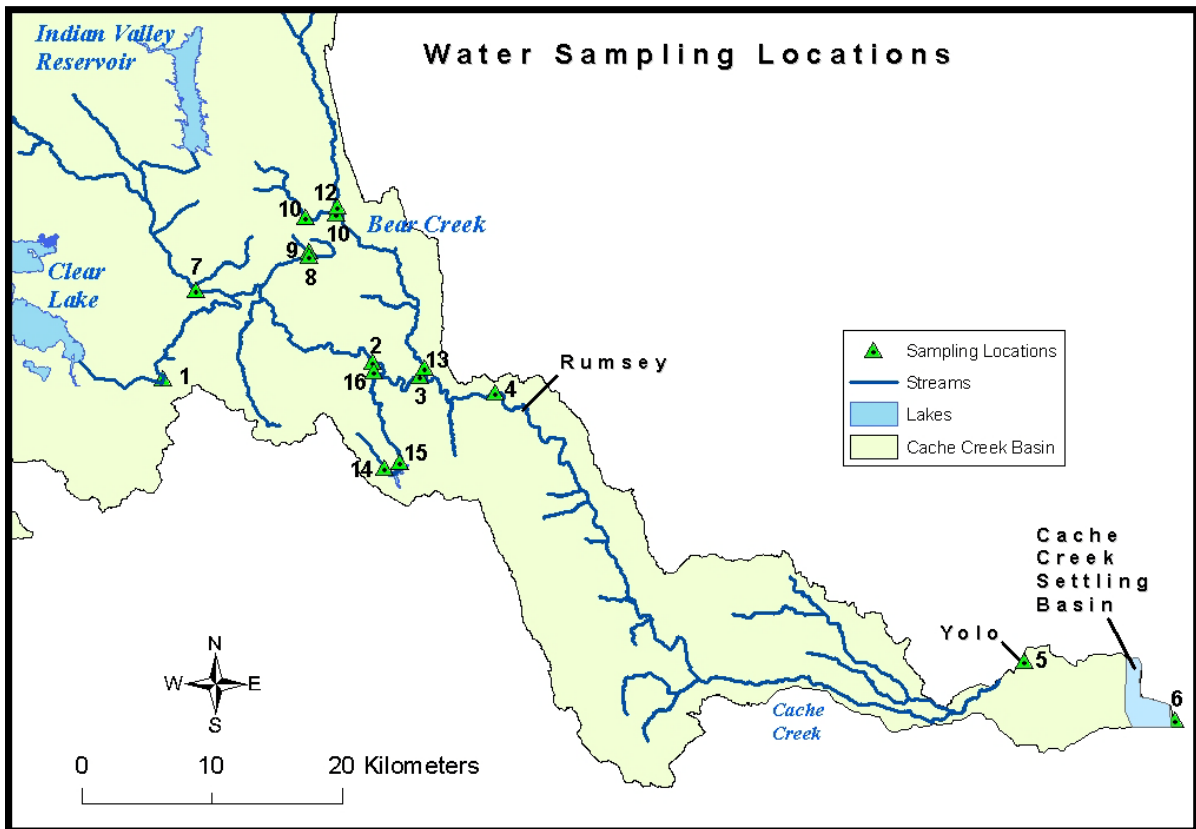 Indian Valley
Reservoir
Water Sampling Locations
12
10
10
Bear Creek
9
8
7
Clear
Lake
1
2
16
13
3
4
Rumsey
15
14
Sampling Locations
Streams
Lakes
Cache Creek Basin
Cache
Creek
Settling
Basin
Yolo
5
6
Cache
Creek
N
W
E
S
0
10
20 Kilometers